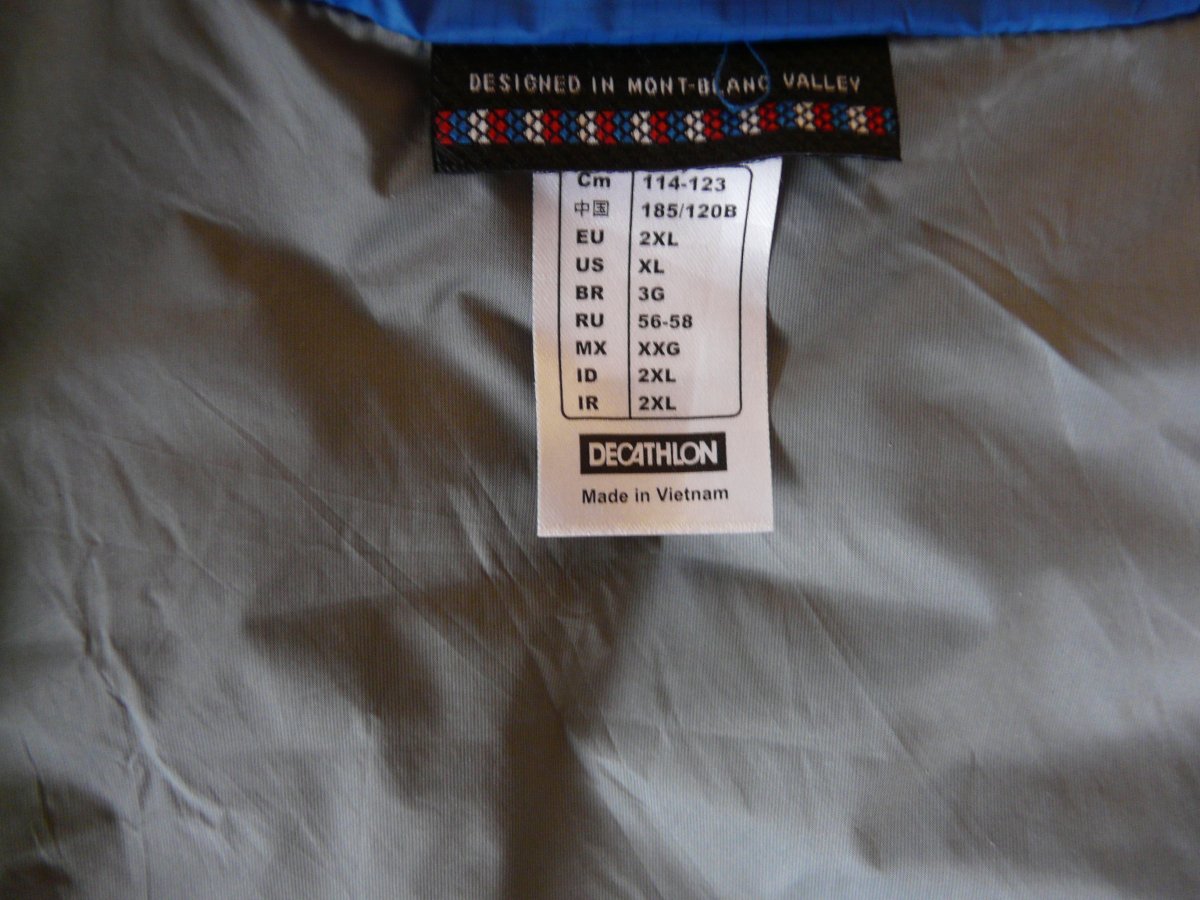 DESIGNED IN MONT-BLANC VALLEY
Cm 114-123
中国 185/120B
EU 2XL
US XL
BR 3G
RU 56-58
MX XXG
ID 2XL
IR 2XL
DECATHLON
Made in Vietnam